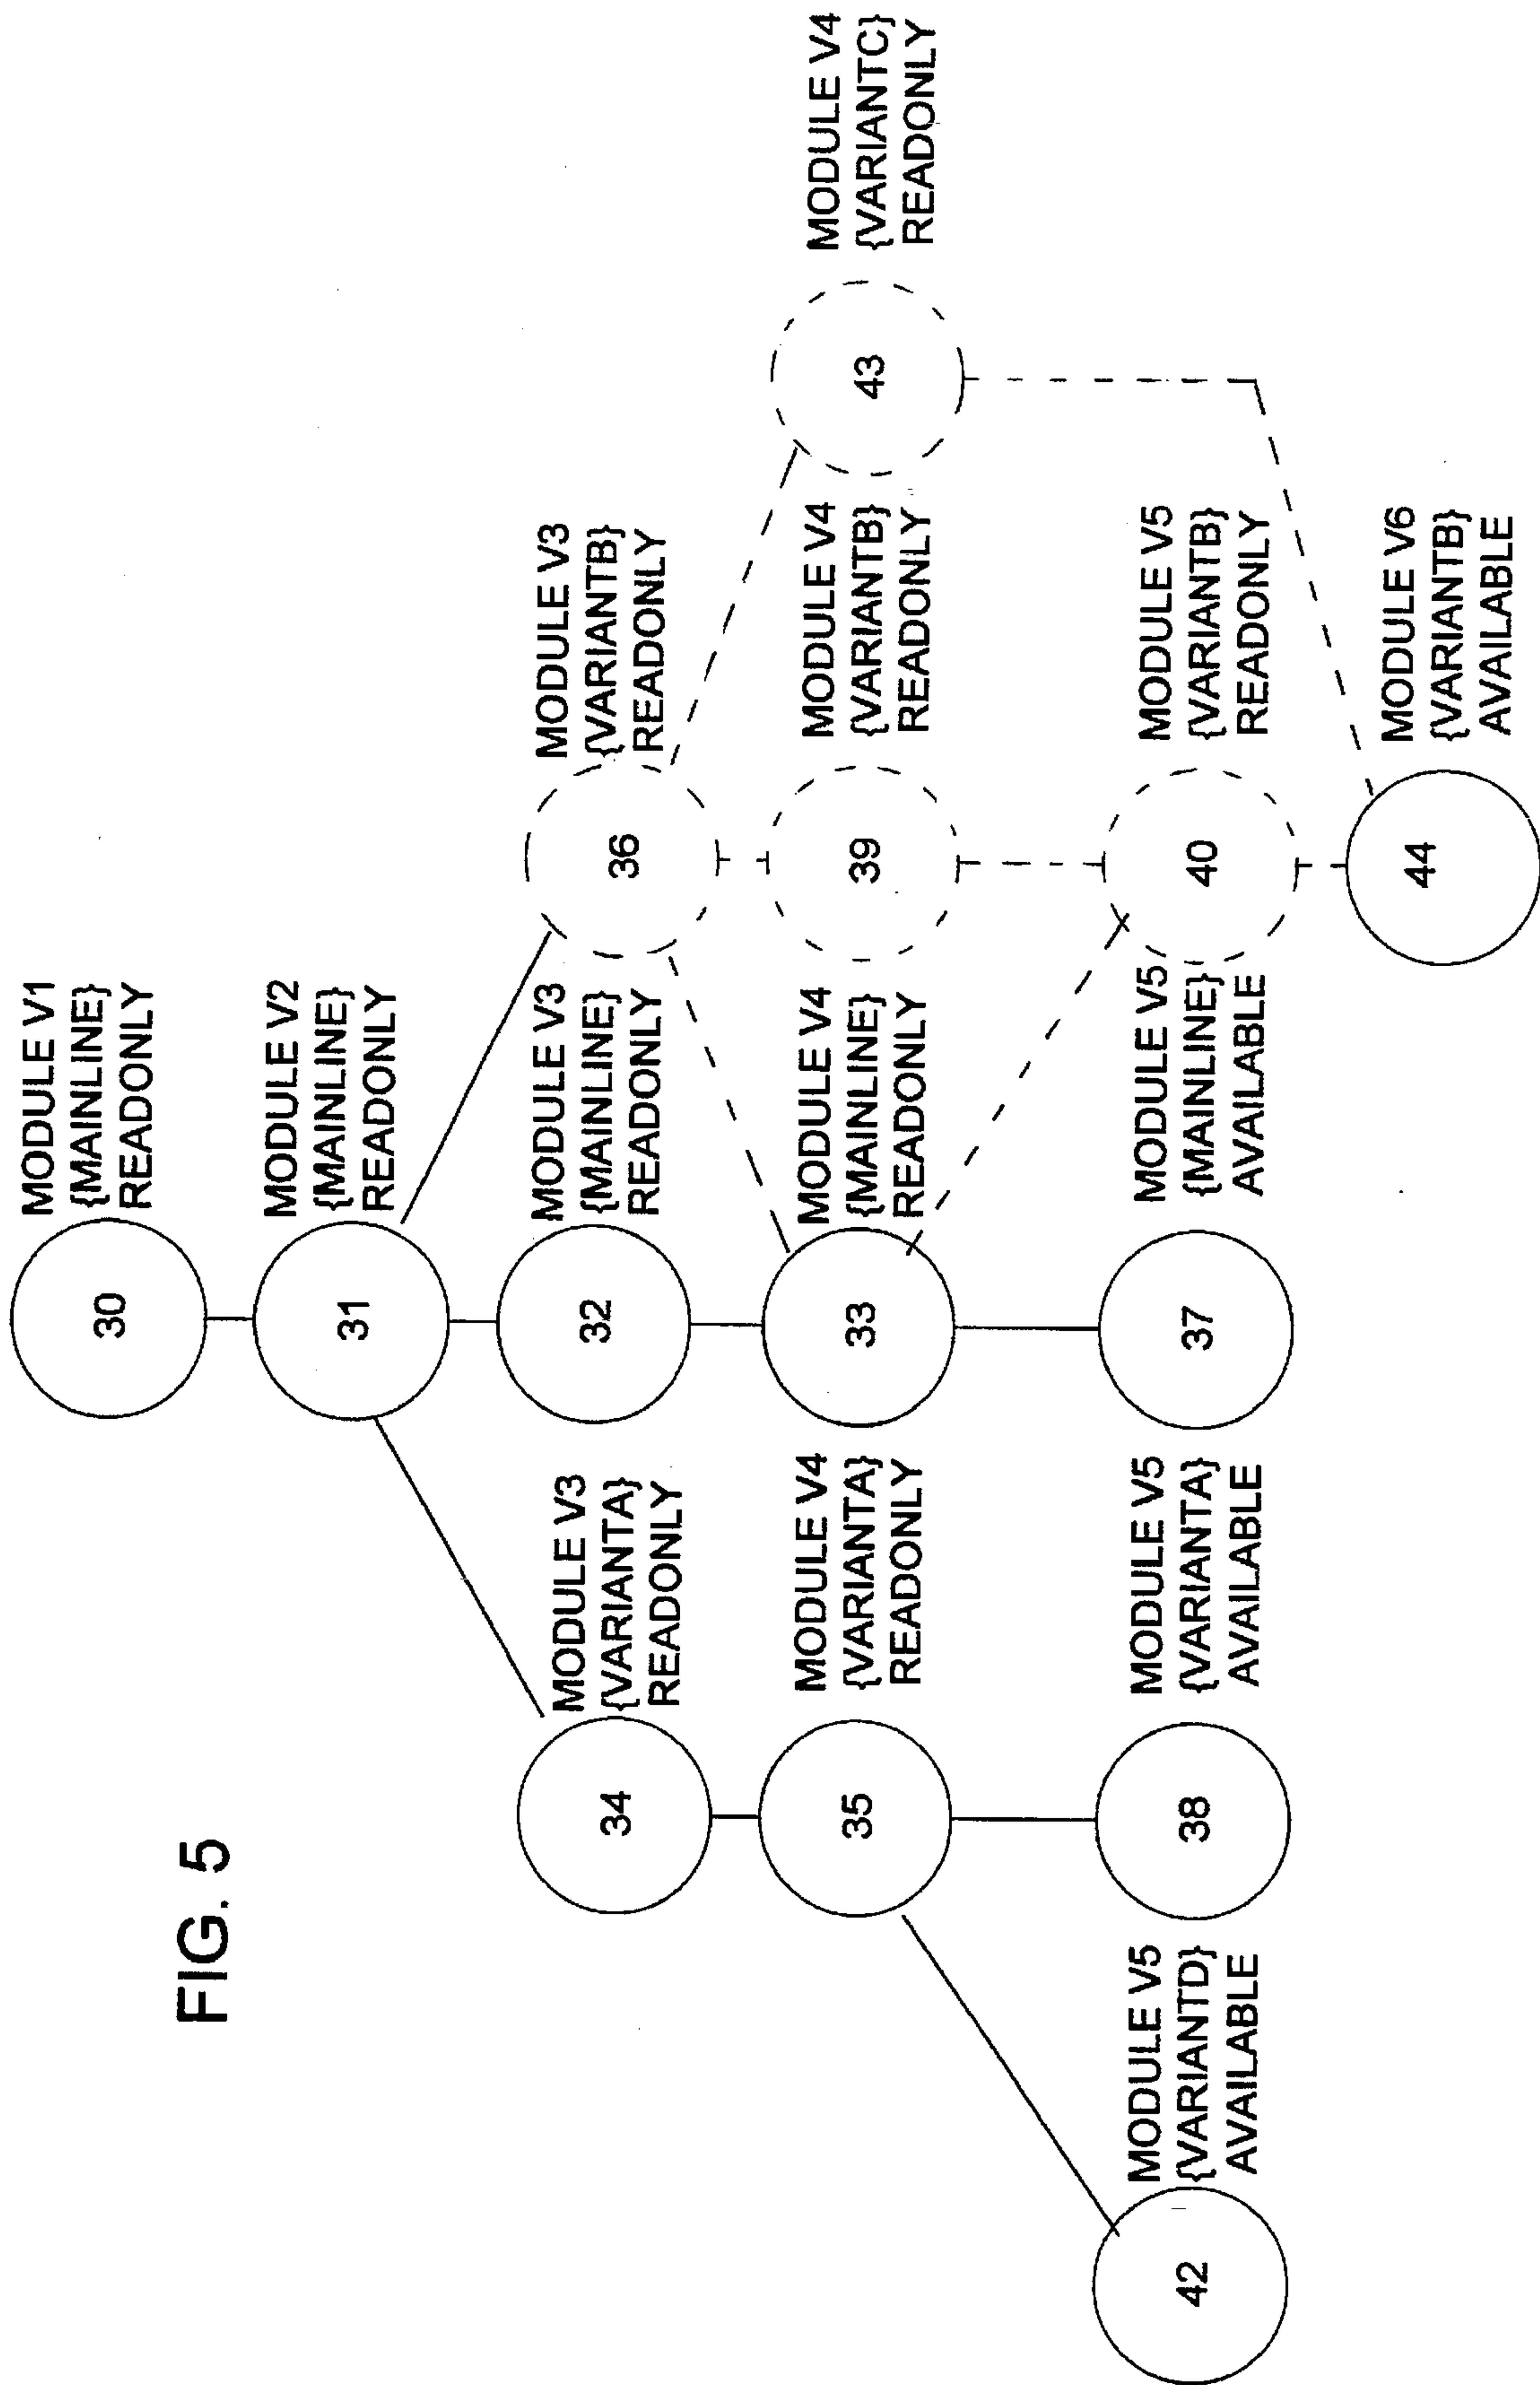 FIG. 5
MODULE V1
{MAINLINE}
READONLY
30
MODULE V2
{MAINLINE}
READONLY
31
MODULE V3
{VARIANTA}
READONLY
34
MODULE V3
{MAINLINE}
READONLY
32
MODULE V3
{VARIANTB}
READONLY
36
MODULE V4
{VARIANTA}
READONLY
35
MODULE V4
{MAINLINE}
READONLY
33
MODULE V4
{VARIANTB}
READONLY
39
MODULE V4
{VARIANTC}
READONLY
43
MODULE V5
{VARIANTD}
AVAILABLE
42
MODULE V5
{VARIANTA}
AVAILABLE
38
MODULE V5
{MAINLINE}
AVAILABLE
37
MODULE V5
{VARIANTB}
READONLY
40
MODULE V6
{VARIANTB}
AVAILABLE
44